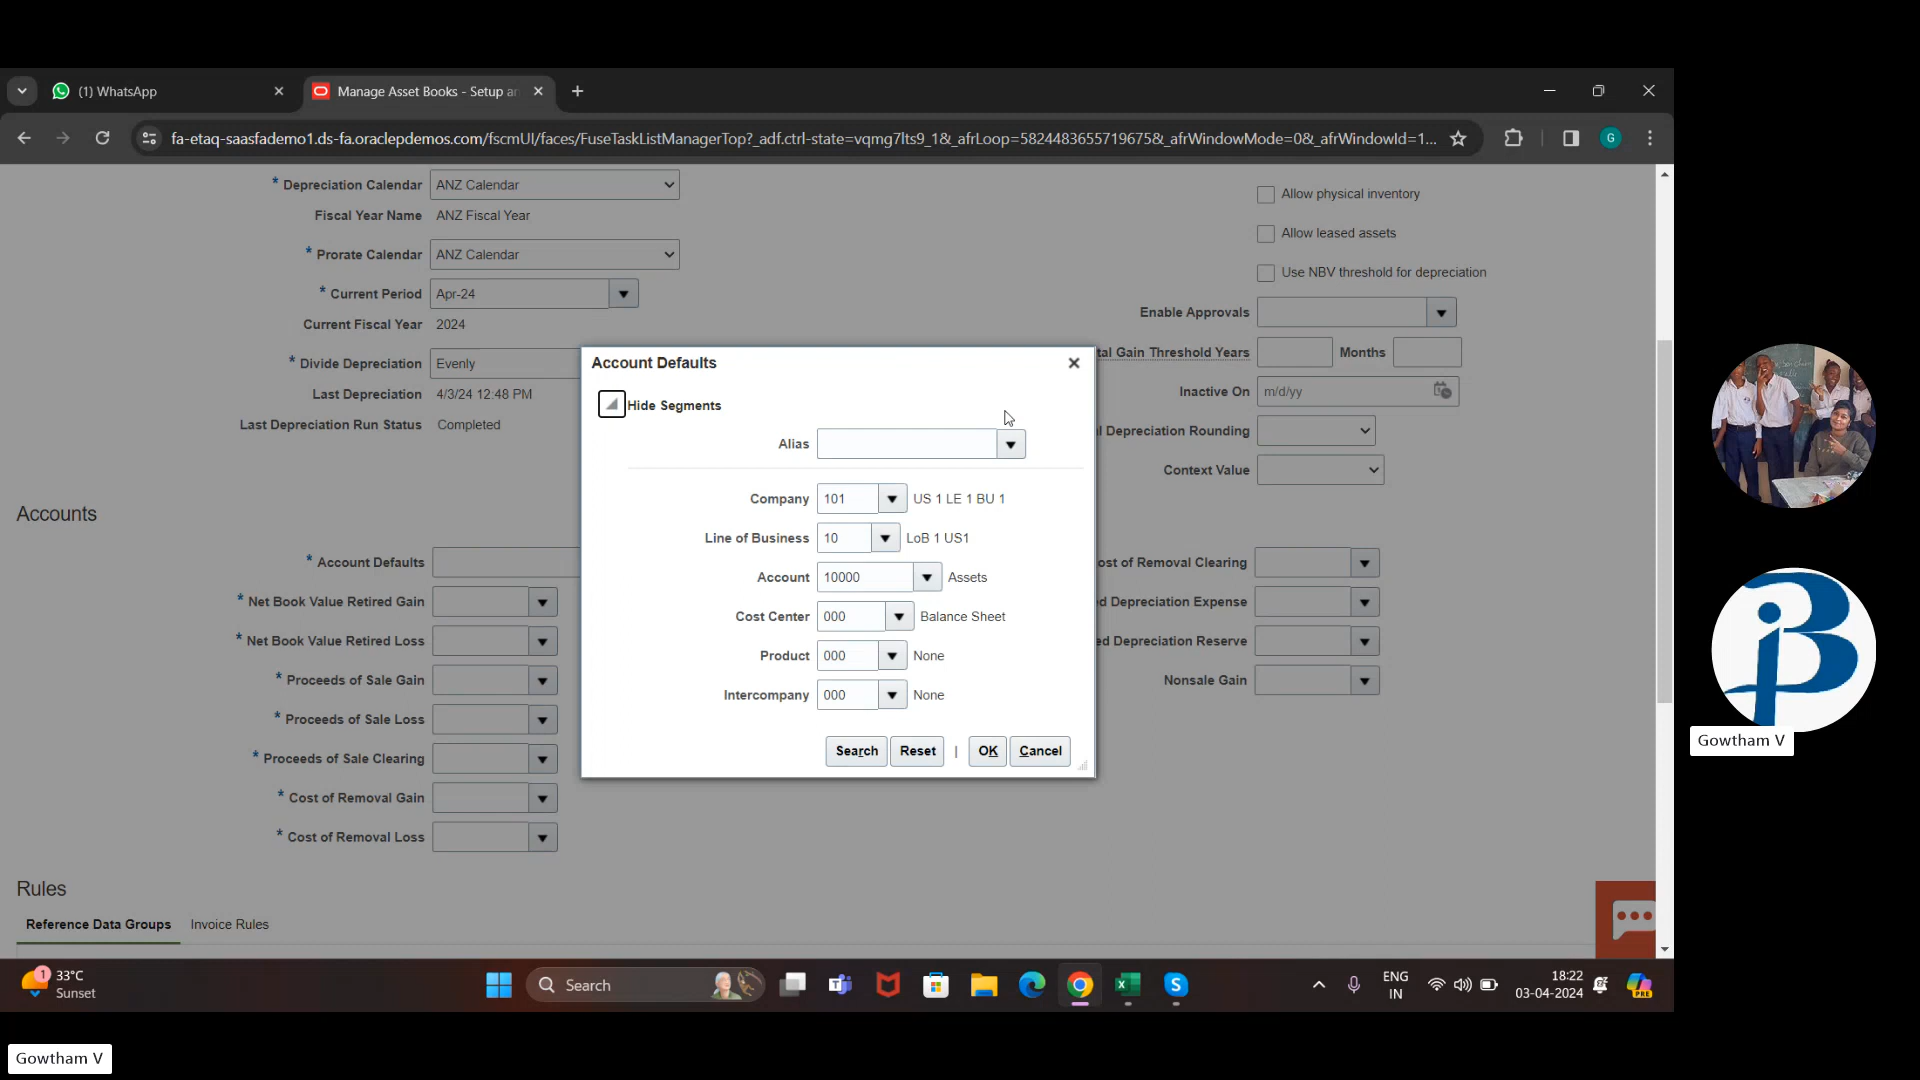 (1) WhatsApp
Manage Asset Books - Setup an
fa-etaq-saasfademo1.ds-fa.oraclepdemos.com/fscmUI/faces/FuseTaskListManagerTop?_adf.ctrl-state=vqmg7lts9_1&_afrLoop=58244836557196​75&_afrWindowMode=0&_afrWindowId=1...
G
* Depreciation Calendar ANZ Calendar
Fiscal Year Name ANZ Fiscal Year
* Prorate Calendar ANZ Calendar
* Current Period Apr-24
Current Fiscal Year 2024
* Divide Depreciation Evenly
Last Depreciation 4/3/24 12:48 PM
Last Depreciation Run Status Completed
Allow physical inventory
Allow leased assets
Use NBV threshold for depreciation
Enable Approvals
tal Gain Threshold Years Months
Inactive On m/d/yy
l Depreciation Rounding
Context Value
Account Defaults
Hide Segments
Alias
Company 101 US 1 LE 1 BU 1
Line of Business 10 LoB 1 US1
Account 10000 Assets
Cost Center 000 Balance Sheet
Product 000 None
Intercompany 000 None
Search Reset | OK Cancel
Accounts
* Account Defaults
* Net Book Value Retired Gain
* Net Book Value Retired Loss
* Proceeds of Sale Gain
* Proceeds of Sale Loss
* Proceeds of Sale Clearing
* Cost of Removal Gain
* Cost of Removal Loss
ost of Removal Clearing
ed Depreciation Expense
ed Depreciation Reserve
Nonsale Gain
Rules
Reference Data Groups Invoice Rules
1
33°C
Sunset
Search
ENG
IN
18:22
03-04-2024
PRE
Gowtham V
Gowtham V